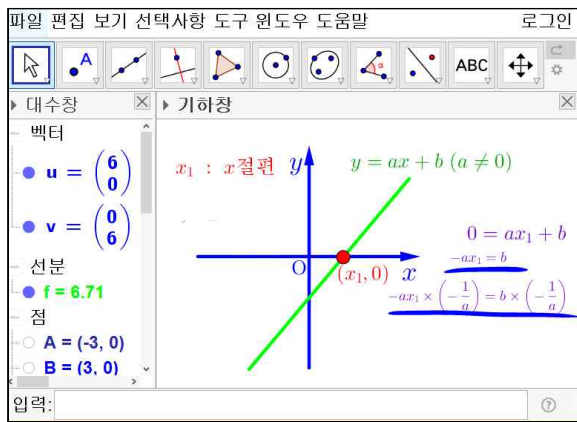 파일 편집 보기 선택사항 도구 윈도우 도움말 로그인
A
α
ABC
대수창
기하창
벡터
u = (6 0)
v = (0 6)
선분
f = 6.71
점
A = (-3, 0)
B = (3, 0)
x₁ : x절편
y
y = ax + b (a ≠ 0)
0 = ax₁ + b
-ax₁ = b
-ax₁ × (-1/a) = b × (-1/a)
O
(x₁, 0)
x
입력:
?